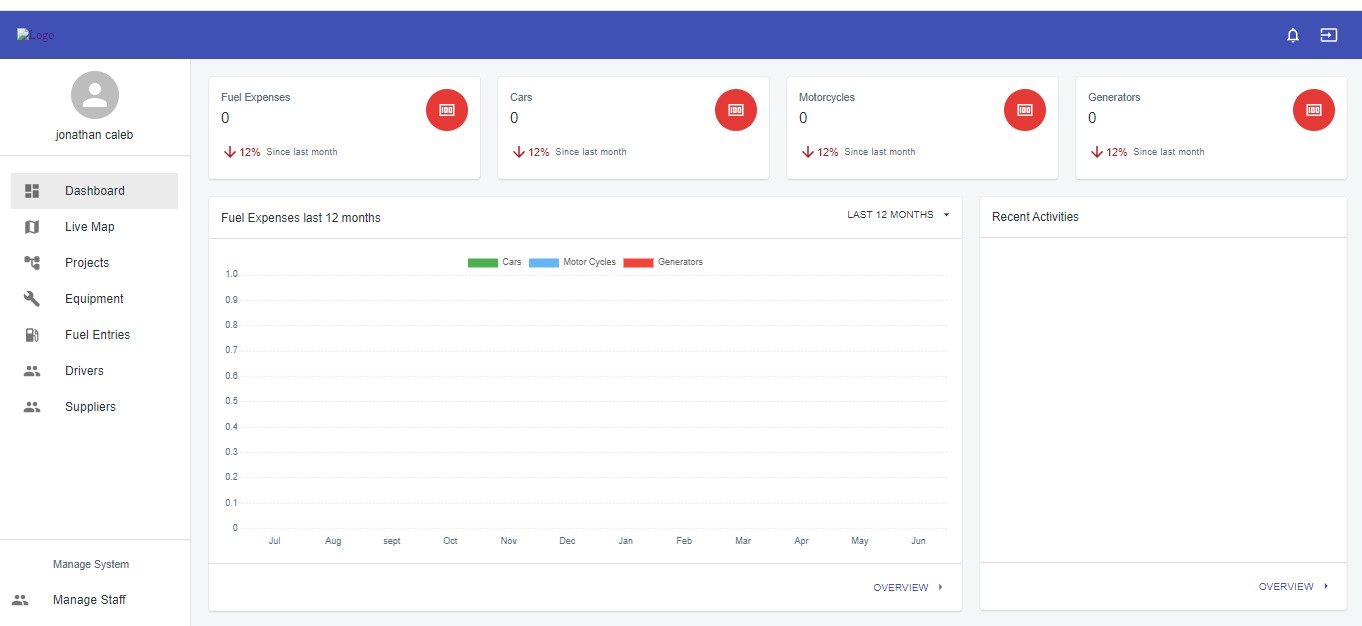 Logo
jonathan caleb
Dashboard
Live Map
Projects
Equipment
Fuel Entries
Drivers
Suppliers
Manage System
Manage Staff
Fuel Expenses
0
12% Since last month
Cars
0
12% Since last month
Motorcycles
0
12% Since last month
Generators
0
12% Since last month
Fuel Expenses last 12 months
LAST 12 MONTHS
Cars Motor Cycles Generators
1.0
0.9
0.8
0.7
0.6
0.5
0.4
0.3
0.2
0.1
0
Jul Aug sept Oct Nov Dec Jan Feb Mar Apr May Jun
OVERVIEW
Recent Activities
OVERVIEW